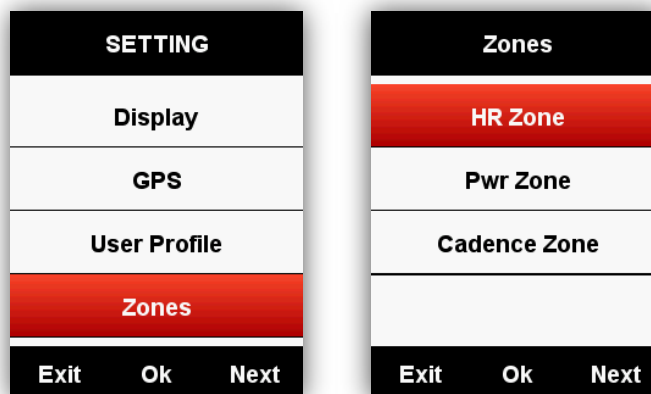 SETTING
Display
GPS
User Profile
Zones
Exit Ok Next
Zones
HR Zone
Pwr Zone
Cadence Zone
Exit Ok Next